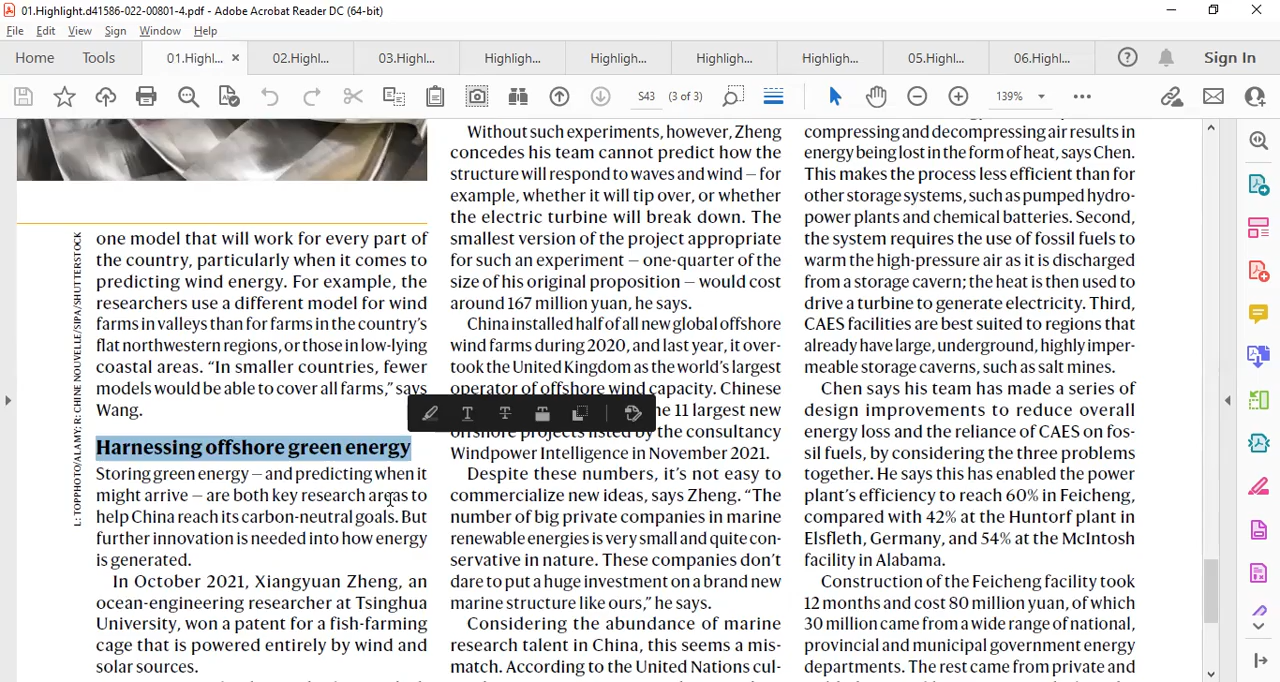 01.Highlight.d41586-022-00801-4.pdf - Adobe Acrobat Reader DC (64-bit)
File Edit View Sign Window Help
Home Tools 01.Highl... × 02.Highl... 03.Highl... Highligh... Highligh... Highligh... Highligh... 05.Highl... 06.Highl... Sign In
S43 (3 of 3) 139%
L: TOPPHOTO/ALAMY; R: CHINE NOUVELLE/SIPA/SHUTTERSTOCK
one model that will work for every part of
the country, particularly when it comes to
predicting wind energy. For example, the
researchers use a different model for wind
farms in valleys than for farms in the country’s
flat northwestern regions, or those in low-lying
coastal areas. “In smaller countries, fewer
models would be able to cover all farms,” says
Wang.
Harnessing offshore green energy
Storing green energy — and predicting when it
might arrive — are both key research areas to
help China reach its carbon-neutral goals. But
further innovation is needed into how energy
is generated.
In October 2021, Xiangyuan Zheng, an
ocean-engineering researcher at Tsinghua
University, won a patent for a fish-farming
cage that is powered entirely by wind and
solar sources.
Without such experiments, however, Zheng
concedes his team cannot predict how the
structure will respond to waves and wind — for
example, whether it will tip over, or whether
the electric turbine will break down. The
smallest version of the project appropriate
for such an experiment — one-quarter of the
size of his original proposition — would cost
around 167 million yuan, he says.
China installed half of all new global offshore
wind farms during 2020, and last year, it over-
took the United Kingdom as the world’s largest
operator of offshore wind capacity. Chinese
he 11 largest new
offshore projects listed by the consultancy
Windpower Intelligence in November 2021.
Despite these numbers, it’s not easy to
commercialize new ideas, says Zheng. “The
number of big private companies in marine
renewable energies is very small and quite con-
servative in nature. These companies don’t
dare to put a huge investment on a brand new
marine structure like ours,” he says.
Considering the abundance of marine
research talent in China, this seems a mis-
match. According to the United Nations cul-
compressing and decompressing air results in
energy being lost in the form of heat, says Chen.
This makes the process less efficient than for
other storage systems, such as pumped hydro-
power plants and chemical batteries. Second,
the system requires the use of fossil fuels to
warm the high-pressure air as it is discharged
from a storage cavern; the heat is then used to
drive a turbine to generate electricity. Third,
CAES facilities are best suited to regions that
already have large, underground, highly imper-
meable storage caverns, such as salt mines.
Chen says his team has made a series of
design improvements to reduce overall
energy loss and the reliance of CAES on fos-
sil fuels, by considering the three problems
together. He says this has enabled the power
plant’s efficiency to reach 60% in Feicheng,
compared with 42% at the Huntorf plant in
Elsfleth, Germany, and 54% at the McIntosh
facility in Alabama.
Construction of the Feicheng facility took
12 months and cost 80 million yuan, of which
30 million came from a wide range of national,
provincial and municipal government energy
departments. The rest came from private and